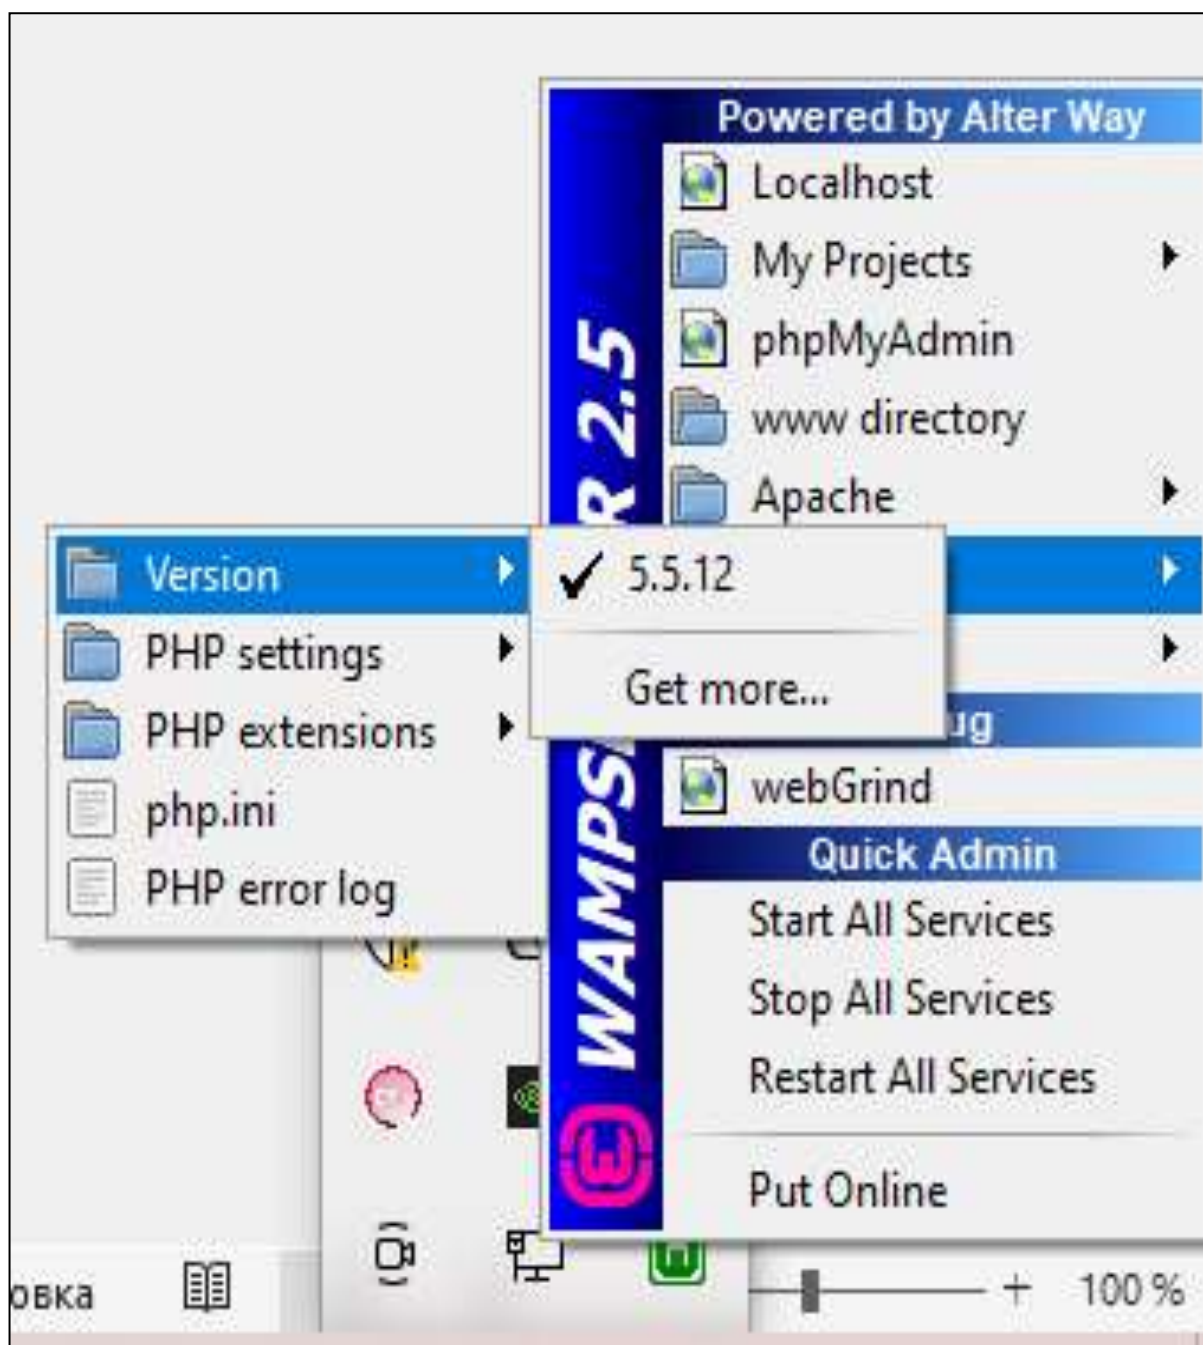 Powered by Alter Way
Localhost
My Projects
phpMyAdmin
www directory
Apache
Version
5.5.12
PHP settings
Get more...
PHP extensions
ug
webGrind
php.ini
Quick Admin
PHP error log
Start All Services
Stop All Services
Restart All Services
Put Online
WAMPSE R 2.5
овка
100 %